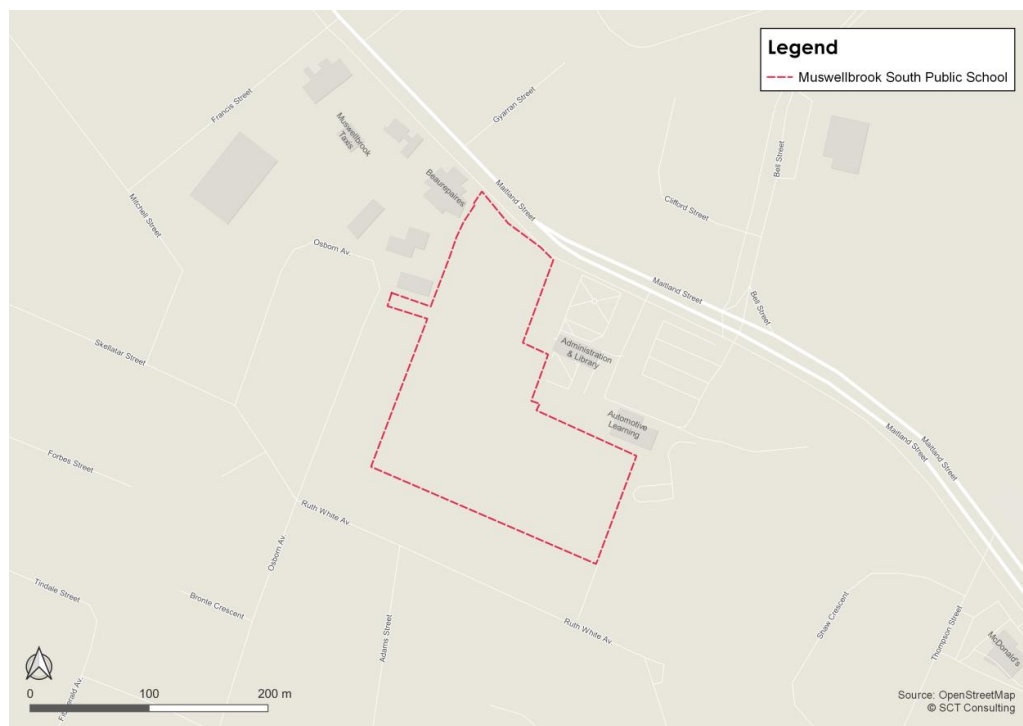 Legend
Muswellbrook South Public School
Francis Street
Muswellbrook
Taxis
Gyarran Street
Beaurepaires
Maitland Street
Bell Street
Mitchell Street
Clifford Street
Osborn Av.
Maitland Street
Bell Street
Skellatar Street
Administration
& Library
Automotive
Learning
Maitland Street
Maitland Street
Forbes Street
Ruth White Av.
Osborn Av.
Tindale Street
Bronte Crescent
Adams Street
Ruth White Av.
Shaw Crescent
Thompson Street
McDonald's
Fitzgerald Av.
0 100 200 m
Source: OpenStreetMap
© SCT Consulting